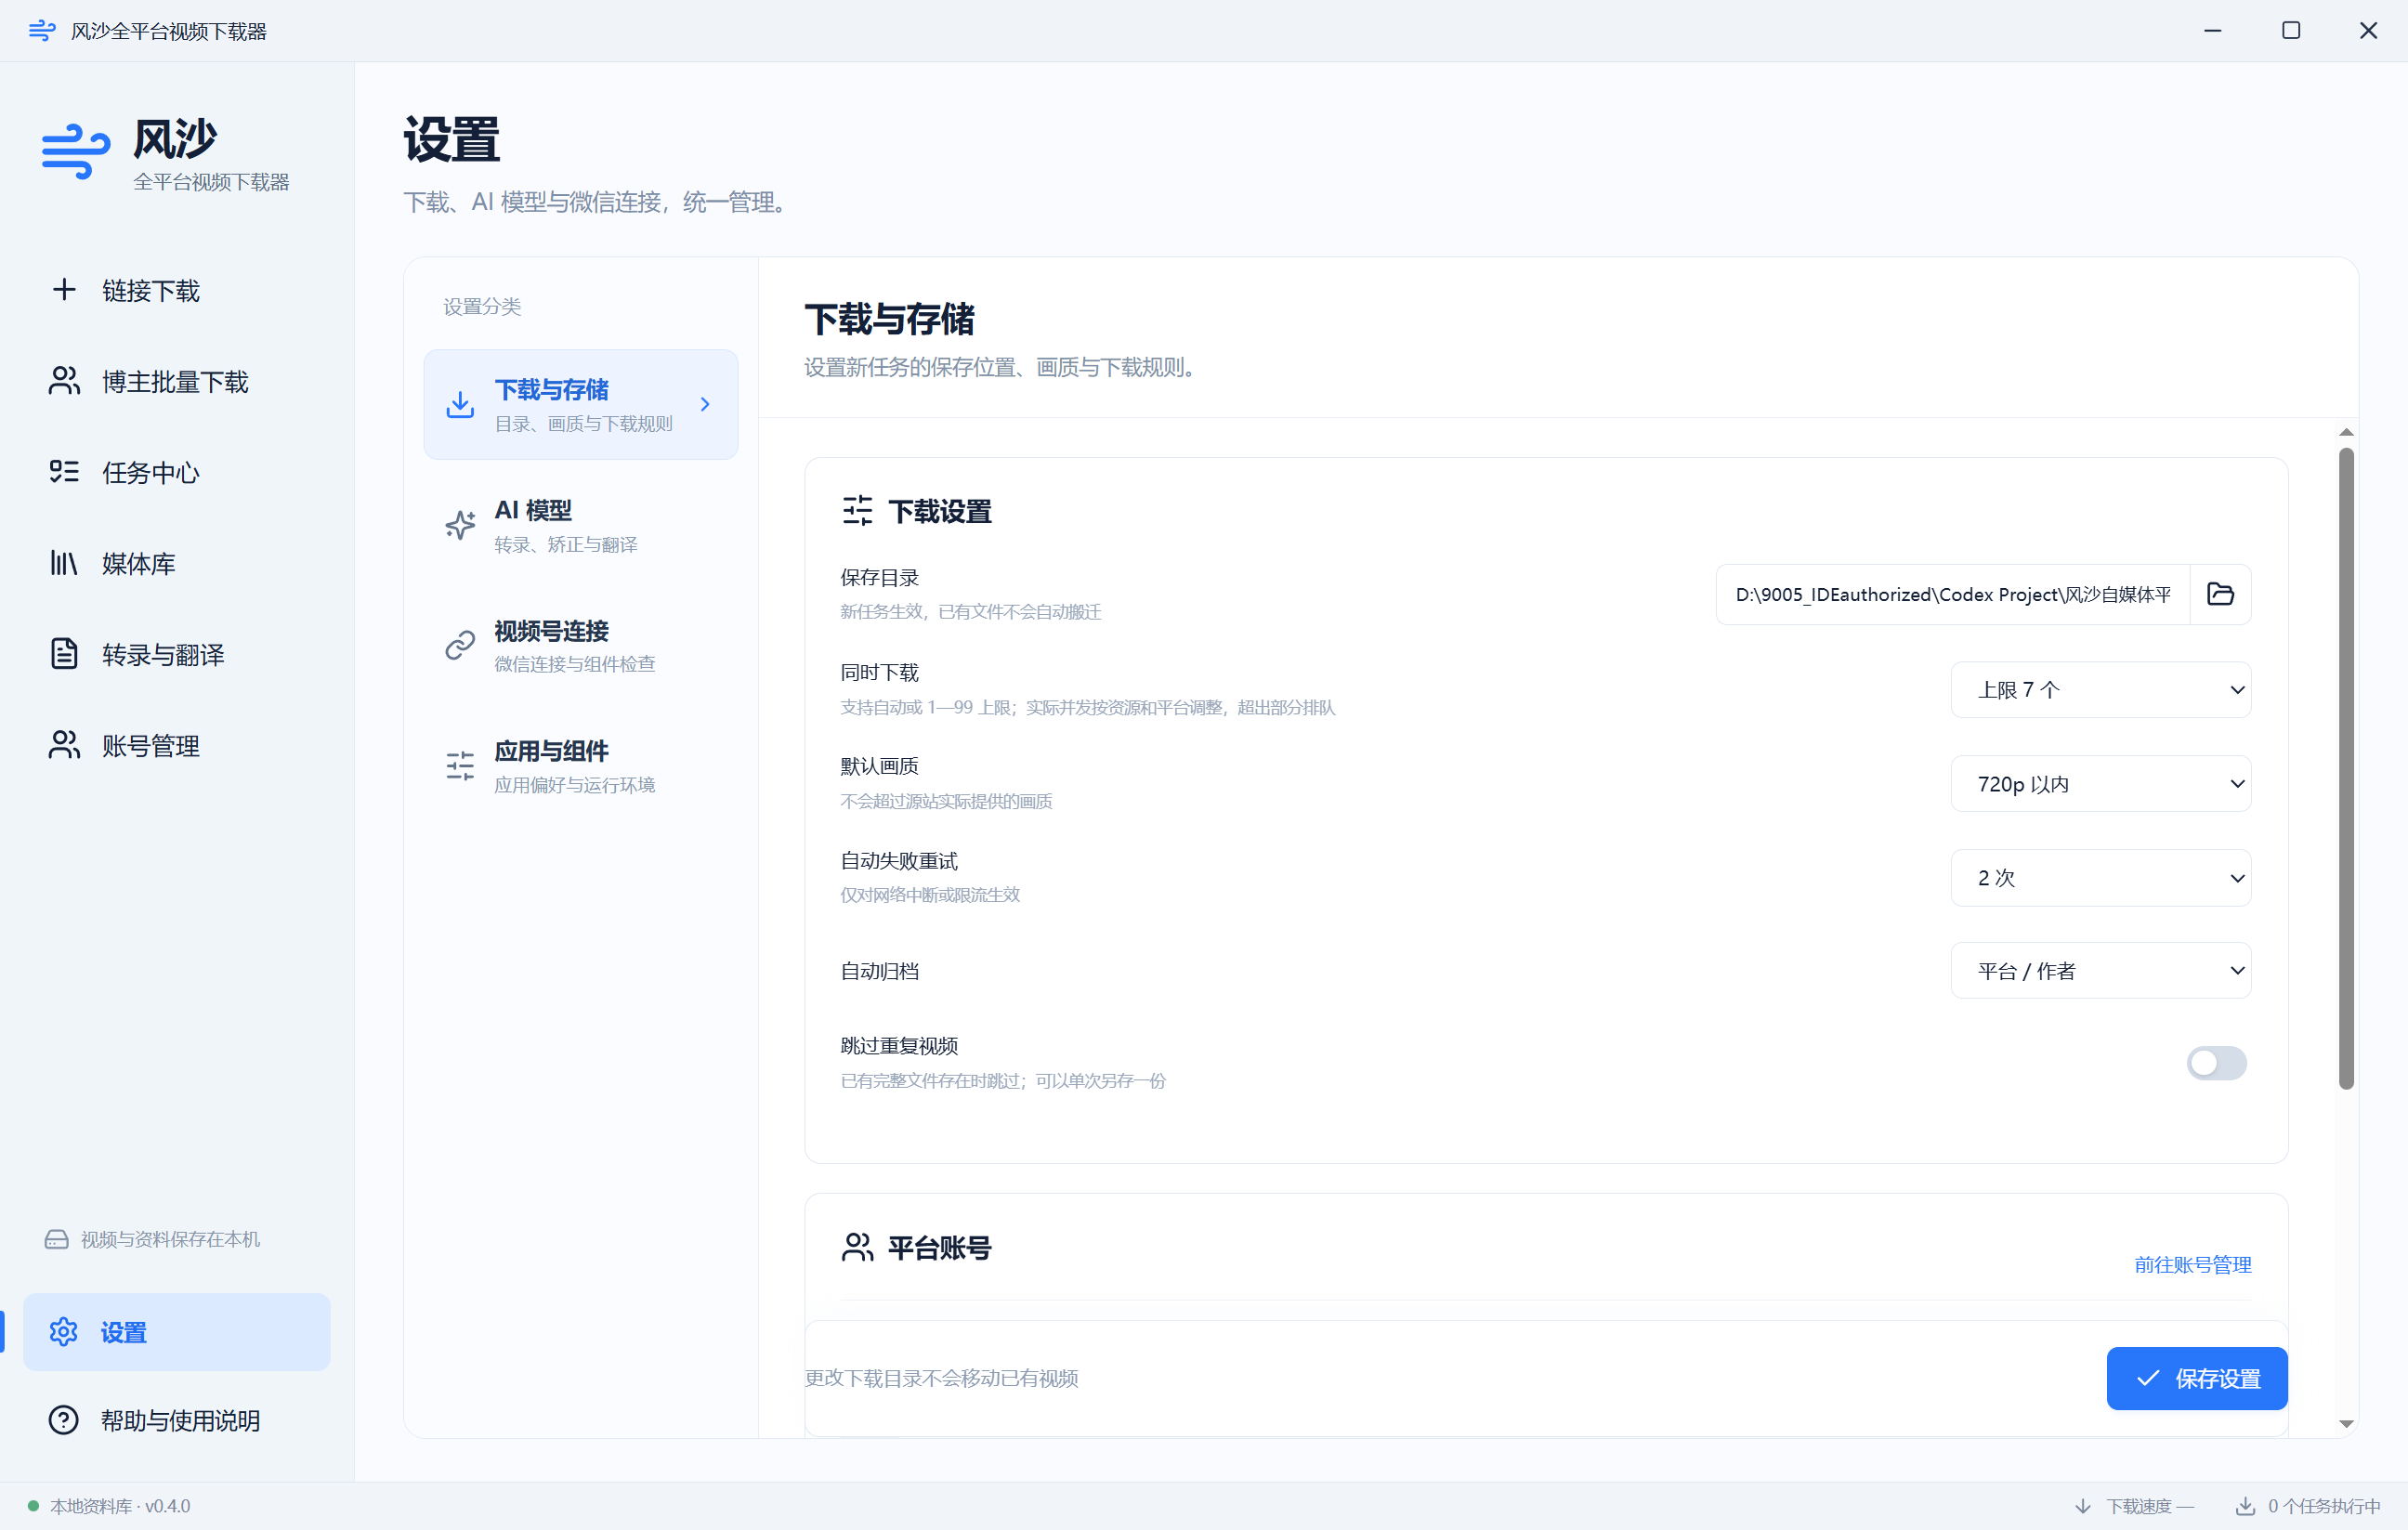 风沙全平台视频下载器
风沙
全平台视频下载器
链接下载
博主批量下载
任务中心
媒体库
转录与翻译
账号管理
视频与资料保存在本机
设置
帮助与使用说明
设置
下载、AI 模型与微信连接，统一管理。
设置分类
下载与存储
目录、画质与下载规则
AI 模型
转录、矫正与翻译
视频号连接
微信连接与组件检查
应用与组件
应用偏好与运行环境
下载与存储
设置新任务的保存位置、画质与下载规则。
下载设置
保存目录
新任务生效，已有文件不会自动搬迁
D:\9005_IDEauthorized\Codex Project\风沙自媒体平
同时下载
支持自动或 1—99 上限；实际并发按资源和平台调整，超出部分排队
上限 7 个
默认画质
不会超过源站实际提供的画质
720p 以内
自动失败重试
仅对网络中断或限流生效
2 次
自动归档
平台 / 作者
跳过重复视频
已有完整文件存在时跳过；可以单次另存一份
平台账号
前往账号管理
更改下载目录不会移动已有视频
保存设置
本地资料库 · v0.4.0
下载速度 —
0 个任务执行中